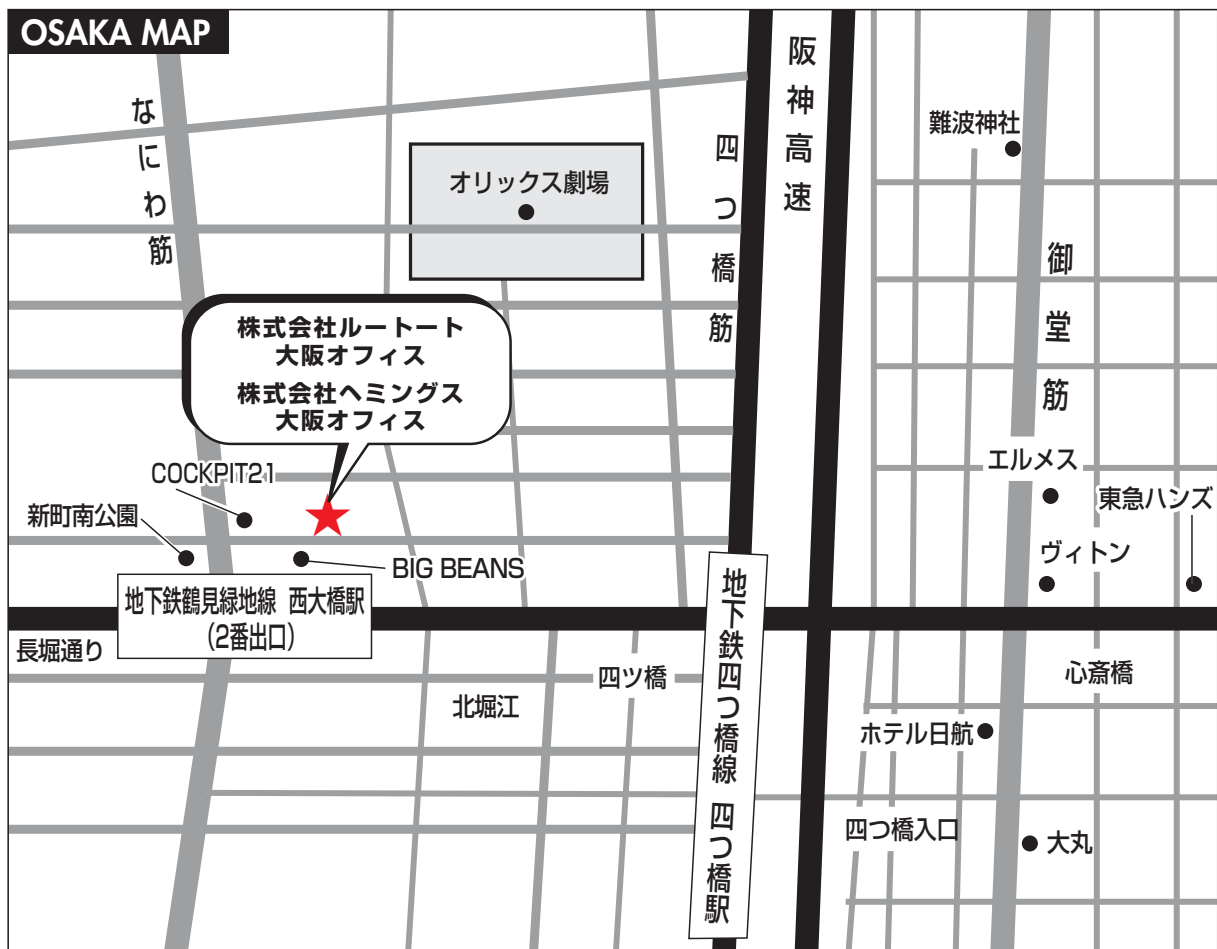 OSAKA MAP
なにわ筋
オリックス劇場
四つ橋筋
阪神高速
難波神社
御堂筋
株式会社ルートート
大阪オフィス
株式会社ヘミングス
大阪オフィス
COCKPIT21
新町南公園
BIG BEANS
エルメス
東急ハンズ
ヴィトン
地下鉄鶴見緑地線 西大橋駅
(2番出口)
長堀通り
地下鉄四つ橋線 四つ橋駅
四ツ橋
北堀江
心斎橋
ホテル日航
四つ橋入口
大丸